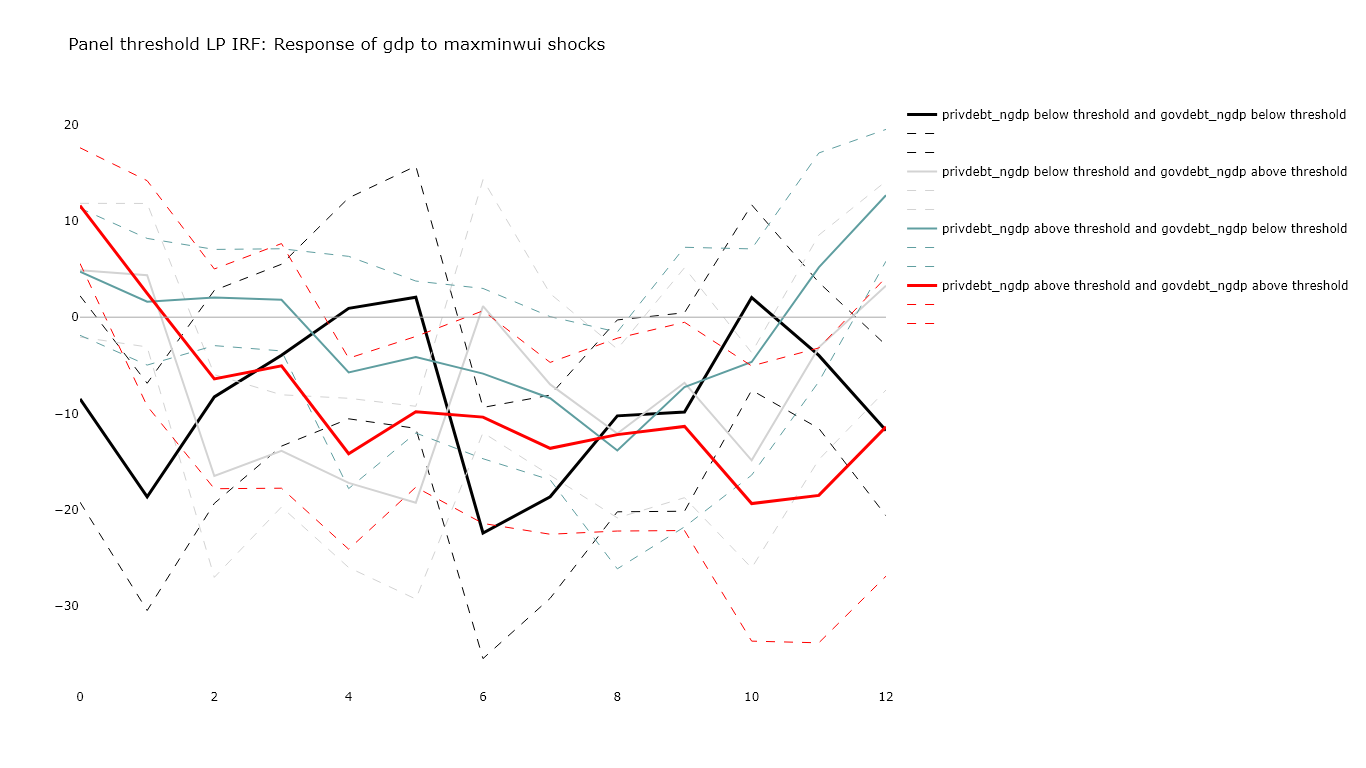 Panel threshold LP IRF: Response of gdp to maxminwui shocks
privdebt_ngdp below threshold and govdebt_ngdp below threshold
privdebt_ngdp below threshold and govdebt_ngdp above threshold
privdebt_ngdp above threshold and govdebt_ngdp below threshold
privdebt_ngdp above threshold and govdebt_ngdp above threshold
20
10
0
−10
−20
−30
0 2 4 6 8 10 12